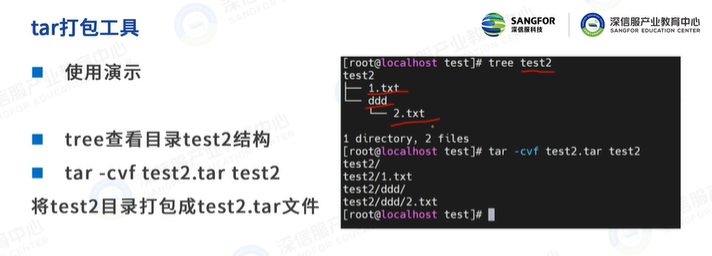 tar打包工具
SANGFOR
深信服科技
深信服产业教育中心
SANGFOR EDUCATION CENTER
使用演示
tree查看目录test2结构
tar -cvf test2.tar test2
将test2目录打包成test2.tar文件
[root@localhost test]# tree test2
test2
├── 1.txt
└── ddd
    └── 2.txt
1 directory, 2 files
[root@localhost test]# tar -cvf test2.tar test2
test2/
test2/1.txt
test2/ddd/
test2/ddd/2.txt
[root@localhost test]#